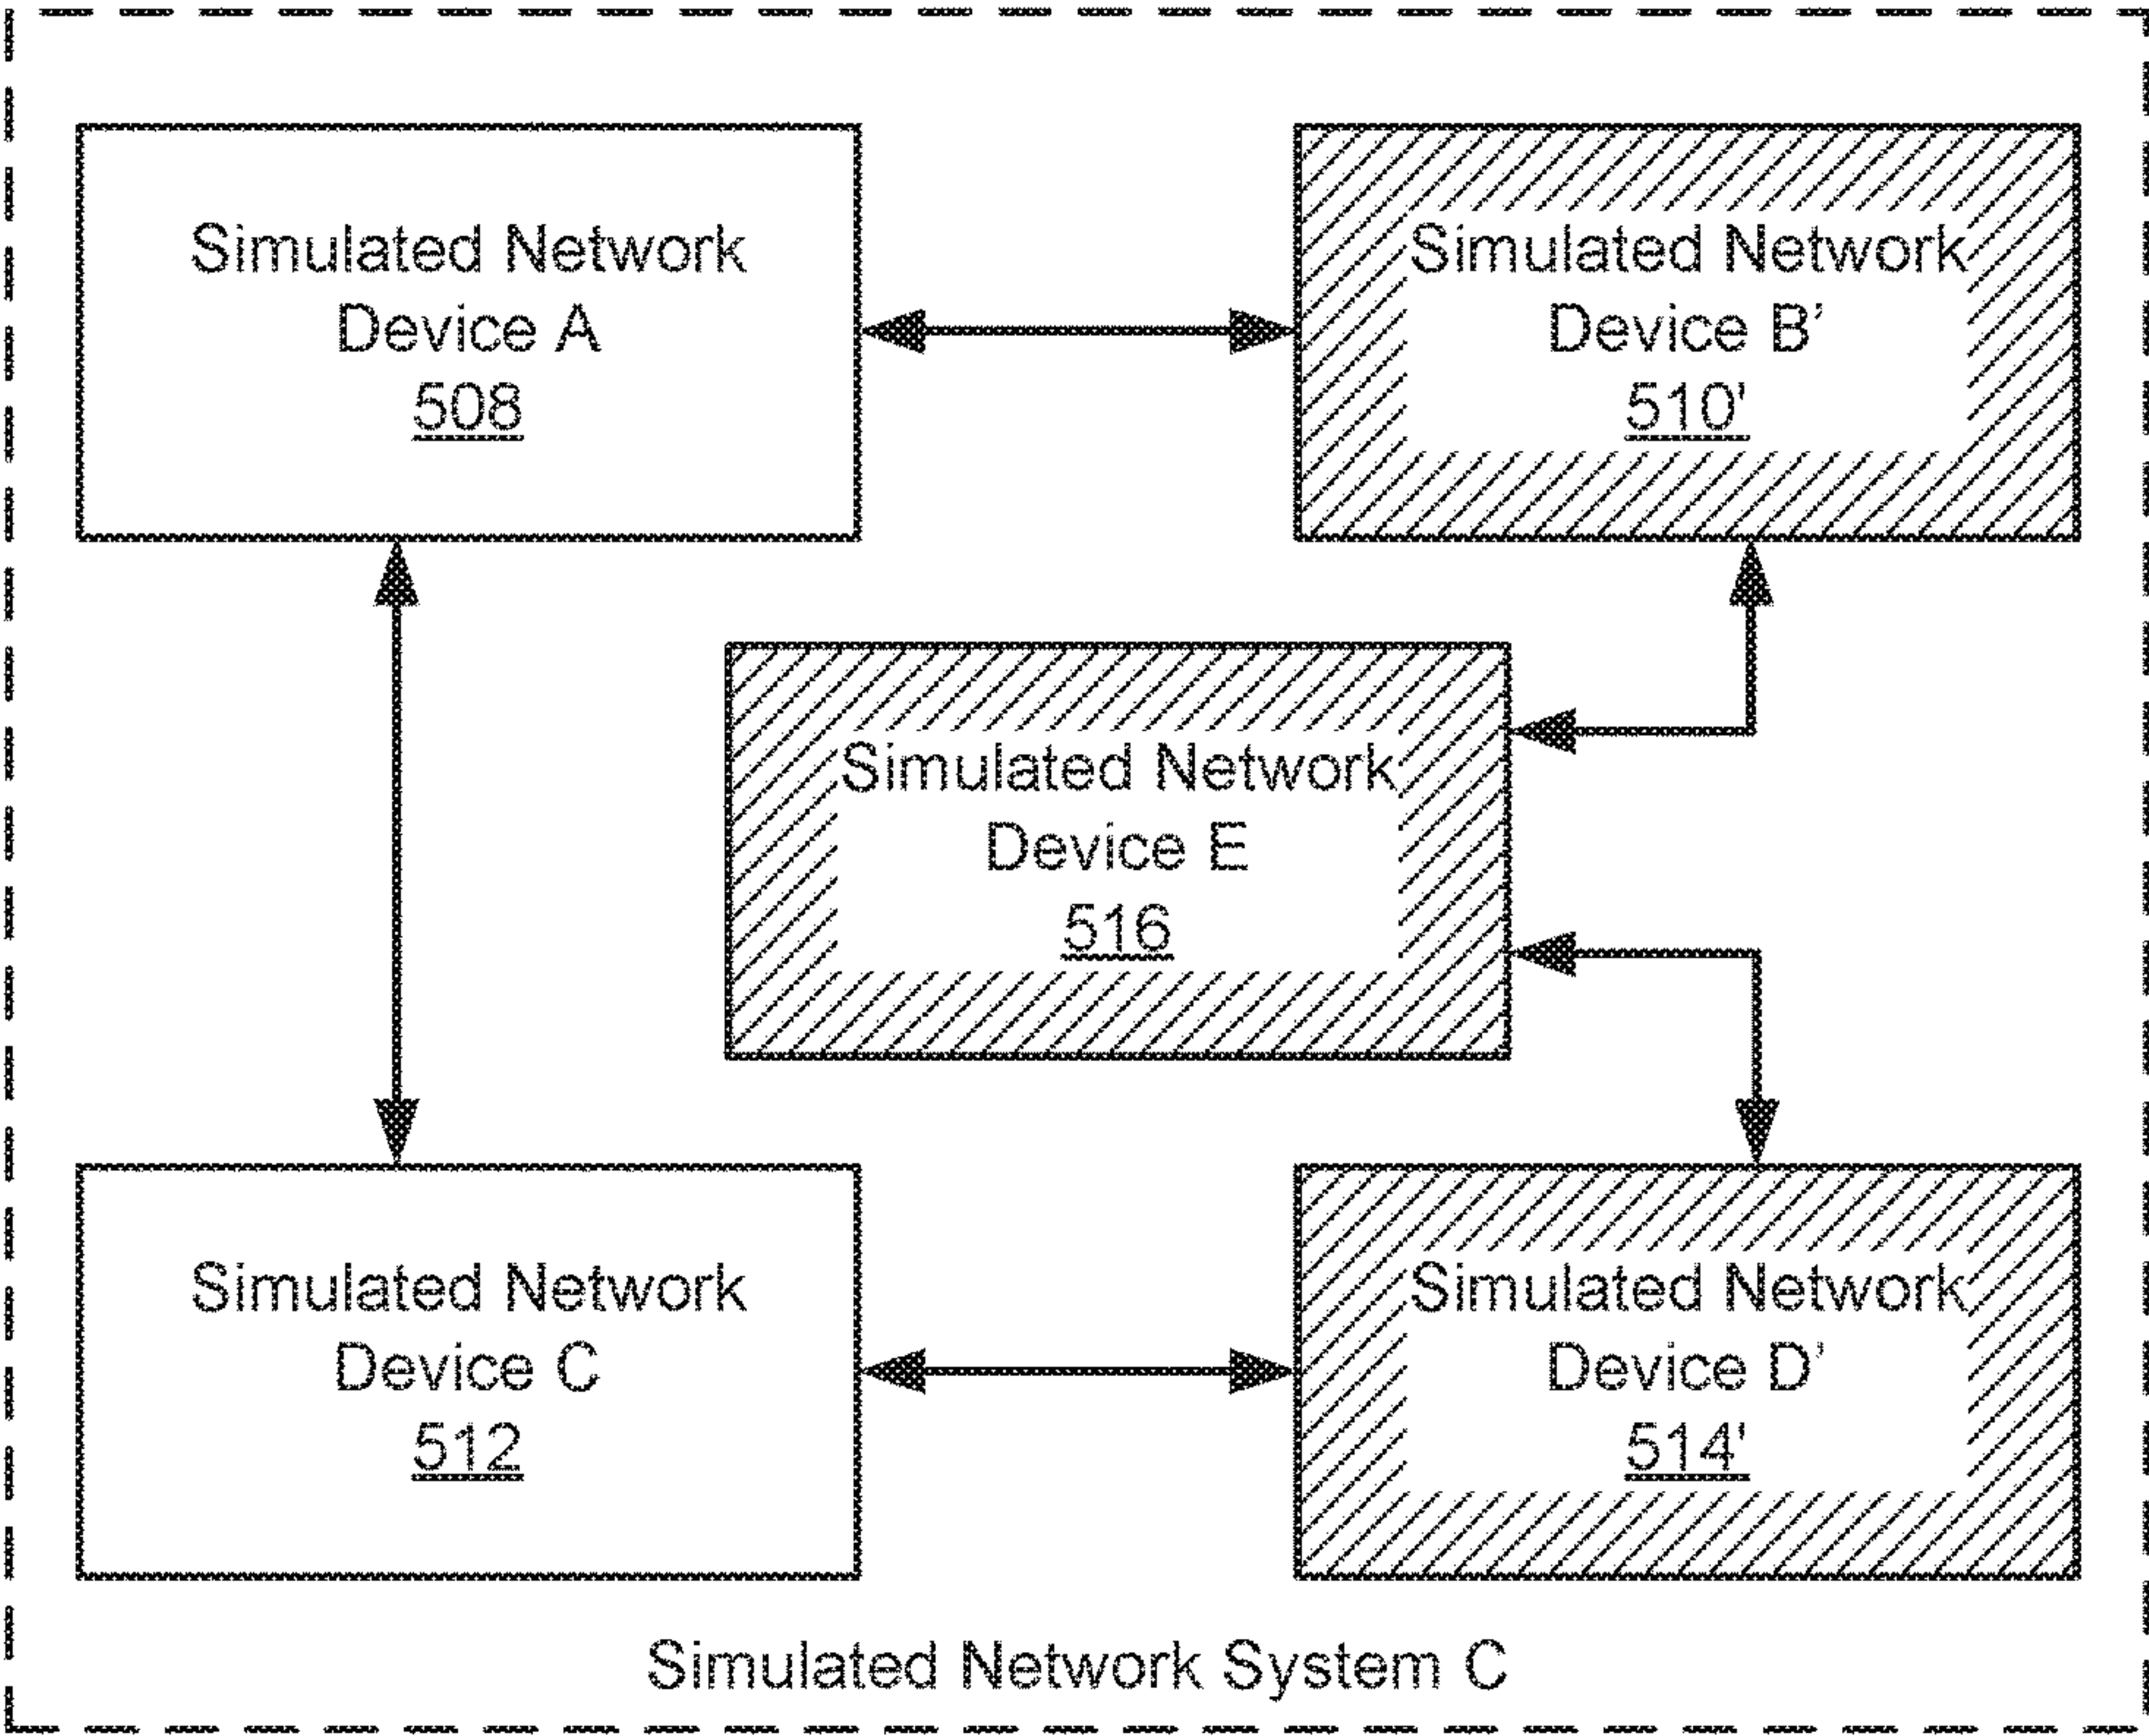 Simulated Network
Device A
508
Simulated Network
Device B’
510'
Simulated Network
Device E
516
Simulated Network
Device C
512
Simulated Network
Device D’
514'
Simulated Network System C